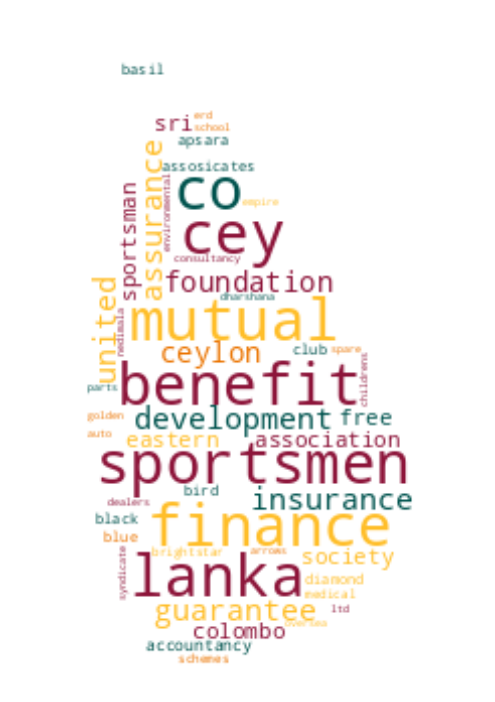 basil
erd
sri
school
apsara
assosicates
assurance
environmental
sportsman
co
empire
cey
consultancy
foundation
united
dharshana
mutual
nedimala
ceylon
club
spare
childrens
benefit
parts
golden
development
free
auto
eastern
association
sportsmen
bird
insurance
dealers
black
finance
blue
brightstar
arrows
society
syndicate
lanka
diamond
medical
guarantee
ltd
oversea
colombo
accountancy
schemes